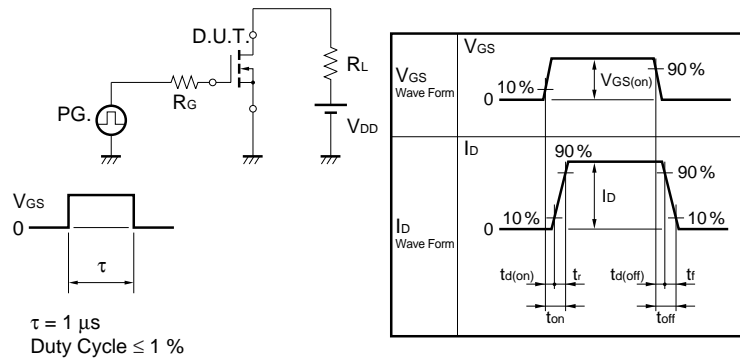 D.U.T.
RL
RG
PG.
VDD
VGS
0
τ
τ = 1 μs
Duty Cycle ≤ 1 %
VGS
Wave Form
VGS
10 %
VGS(on)
90 %
0
ID
Wave Form
ID
90 %
90 %
10 %
ID
10 %
0
td(on)
tr
td(off)
tf
ton
toff